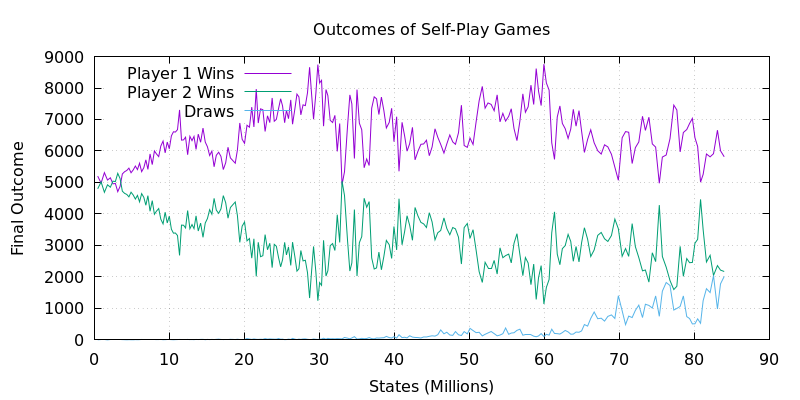 Outcomes of Self-Play Games
Player 1 Wins
Player 2 Wins
Draws
Final Outcome
9000
8000
7000
6000
5000
4000
3000
2000
1000
0
0 10 20 30 40 50 60 70 80 90
States (Millions)